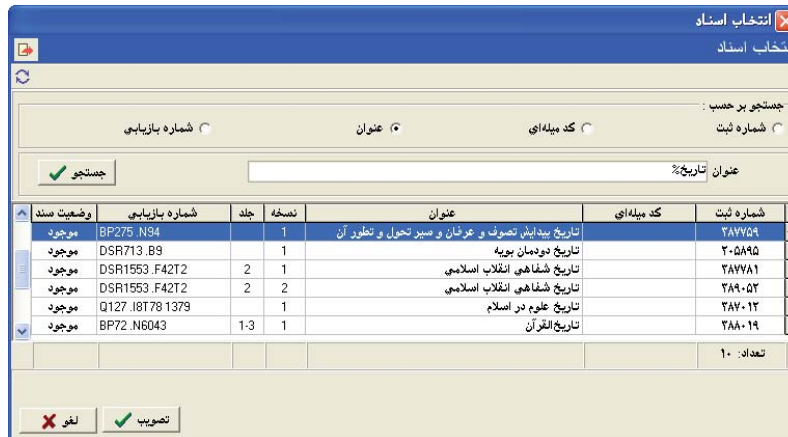 انتخاب اسناد
نتخاب اسناد
جستجو بر حسب :
شماره ثبت کد میله‌ای عنوان شماره بازیابی
عنوان تاریخ% جستجو
شماره ثبت کد میله‌ای عنوان نسخه جلد شماره بازیابی وضعیت سند
۲۸۷۷۵۹ تاریخ پیدایش تصوف و عرفان و سیر تحول و تطور آن 1 BP275 .N94 موجود
۲۰۵۸۹۵ تاریخ دودمان بویه 1 DSR713 .B9 موجود
۲۸۷۷۸۱ تاریخ شفاهی انقلاب اسلامی 1 2 DSR1553 .F42T2 موجود
۲۸۹۰۵۲ تاریخ شفاهی انقلاب اسلامی 2 2 DSR1553 .F42T2 موجود
۲۸۷۰۱۲ تاریخ علوم در اسلام 1 Q127 .I8T78 1379 موجود
۲۸۸۰۱۹ تاریخ‌القرآن 1 1-3 BP72 .N6043 موجود
تعداد: ۱۰
تصویب لغو